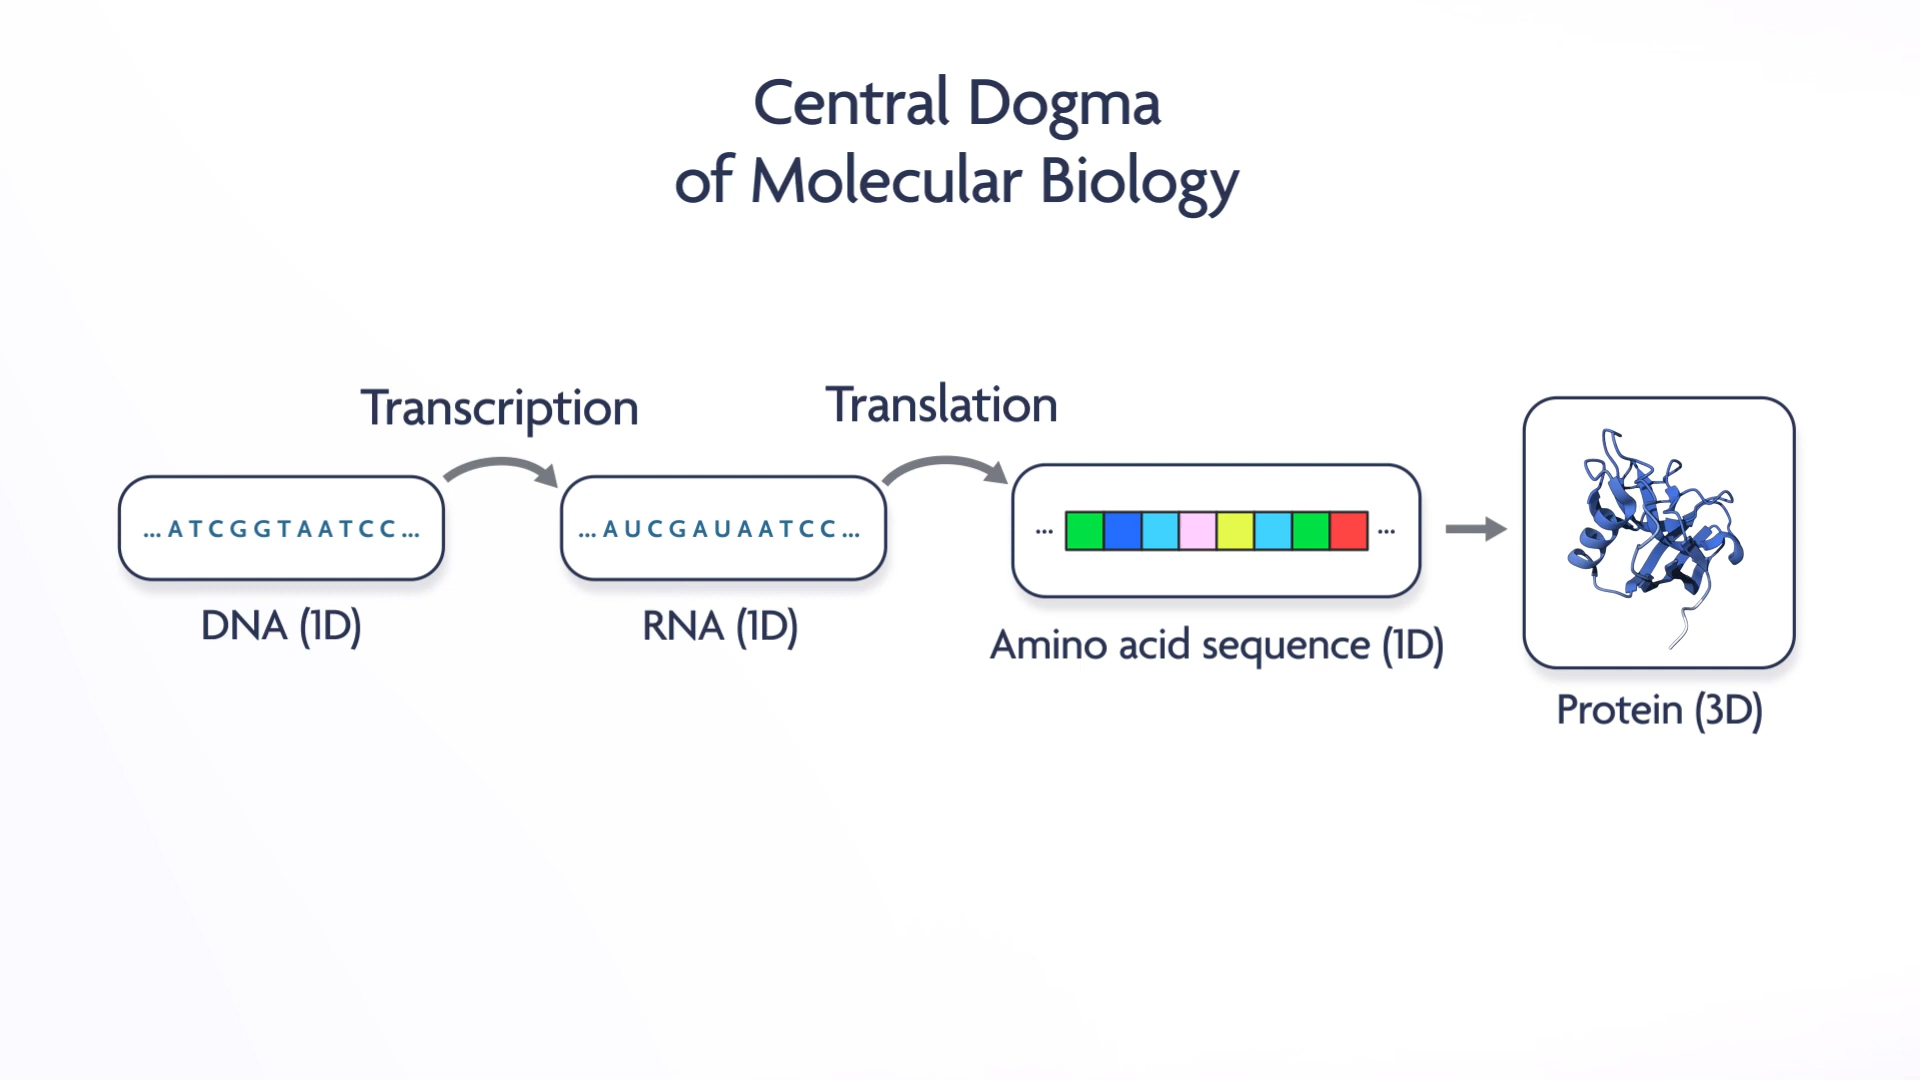 Central Dogma
of Molecular Biology
Transcription
Translation
...ATCGGTAATCC...
...AUCGAUAATCC...
... ...
DNA (1D)
RNA (1D)
Amino acid sequence (1D)
Protein (3D)